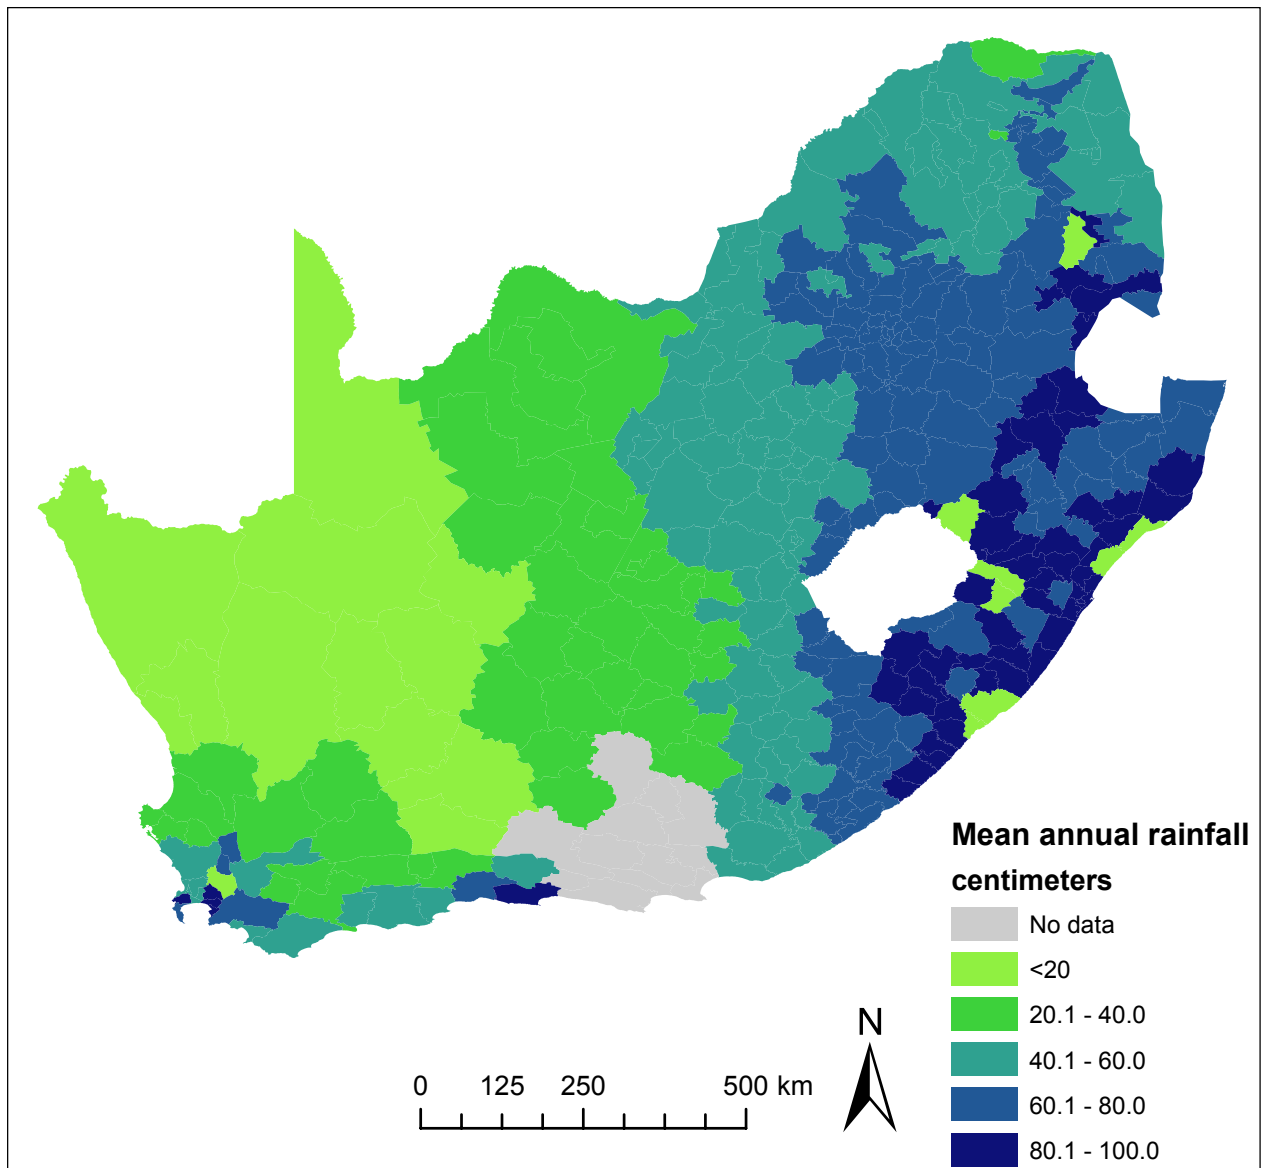 Mean annual rainfall
centimeters
No data
<20
20.1 - 40.0
40.1 - 60.0
60.1 - 80.0
80.1 - 100.0
N
0 125 250 500 km